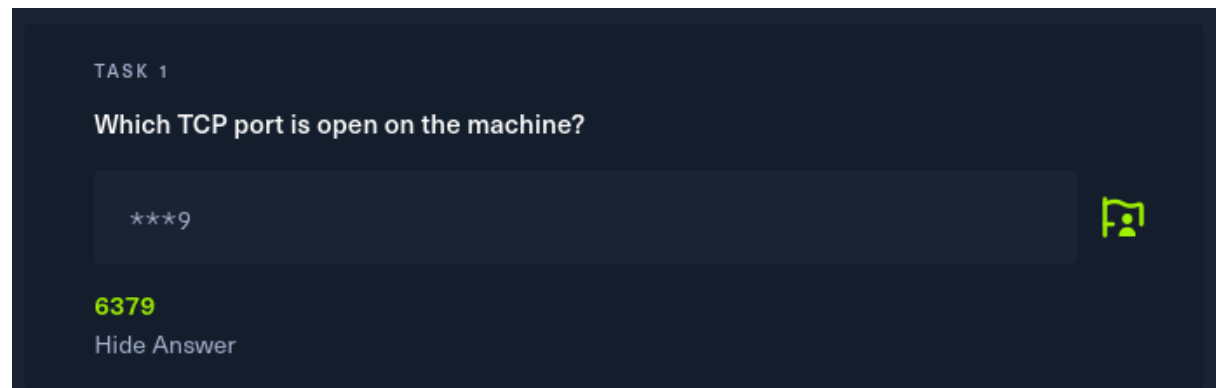 TASK 1
Which TCP port is open on the machine?
***9
6379
Hide Answer